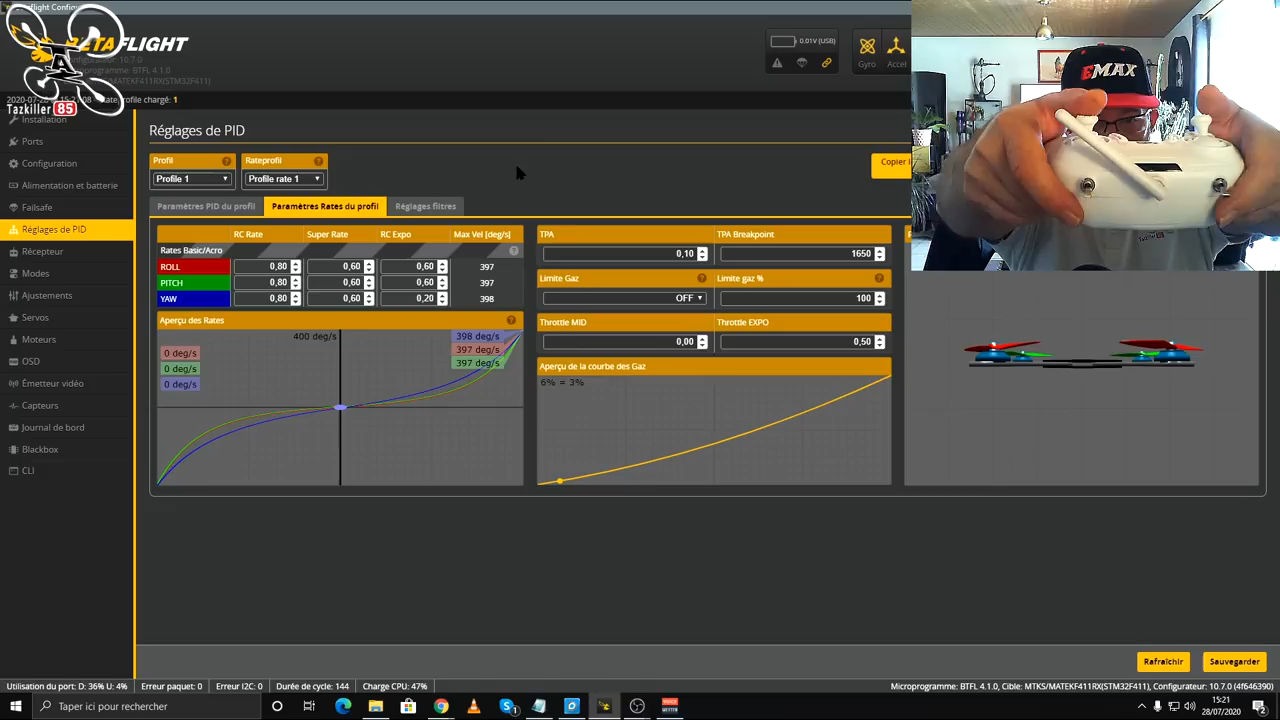 BETAFLIGHT
Tazkiller 85
Installation
Ports
Configuration
Alimentation et batterie
Failsafe
Réglages de PID
Récepteur
Modes
Ajustements
Servos
Moteurs
OSD
Émetteur vidéo
Capteurs
Journal de bord
Blackbox
CLI
0.01V (USB)
Gyro
Accel
EMAX
Réglages de PID
Profil ?
Rateprofil ?
Profile 1
Profile rate 1
Paramètres PID du profil
Paramètres Rates du profil
Réglages filtres
RC Rate
Super Rate
RC Expo
Max Vel [deg/s]
Rates Basic/Acro ?
ROLL 0,80 0,60 0,60 397
PITCH 0,80 0,60 0,60 397
YAW 0,80 0,60 0,20 398
Aperçu des Rates ?
400 deg/s
398 deg/s
397 deg/s
397 deg/s
0 deg/s
0 deg/s
0 deg/s
TPA
TPA Breakpoint
0,10
1650
Limite Gaz ?
Limite gaz % ?
OFF
100
Throttle MID
Throttle EXPO
0,00
0,50
Aperçu de la courbe des Gaz
6% = 3%
Rafraîchir
Sauvegarder
Utilisation du port: D: 36% U: 4%
Erreur paquet: 0
Erreur I2C: 0
Durée de cycle: 144
Charge CPU: 47%
Microprogramme: BTFL 4.1.0, Cible: MTKS/MATEKF411RX(STM32F411), Configurateur: 10.7.0 (4f646390)
Taper ici pour rechercher
15:21
28/07/2020